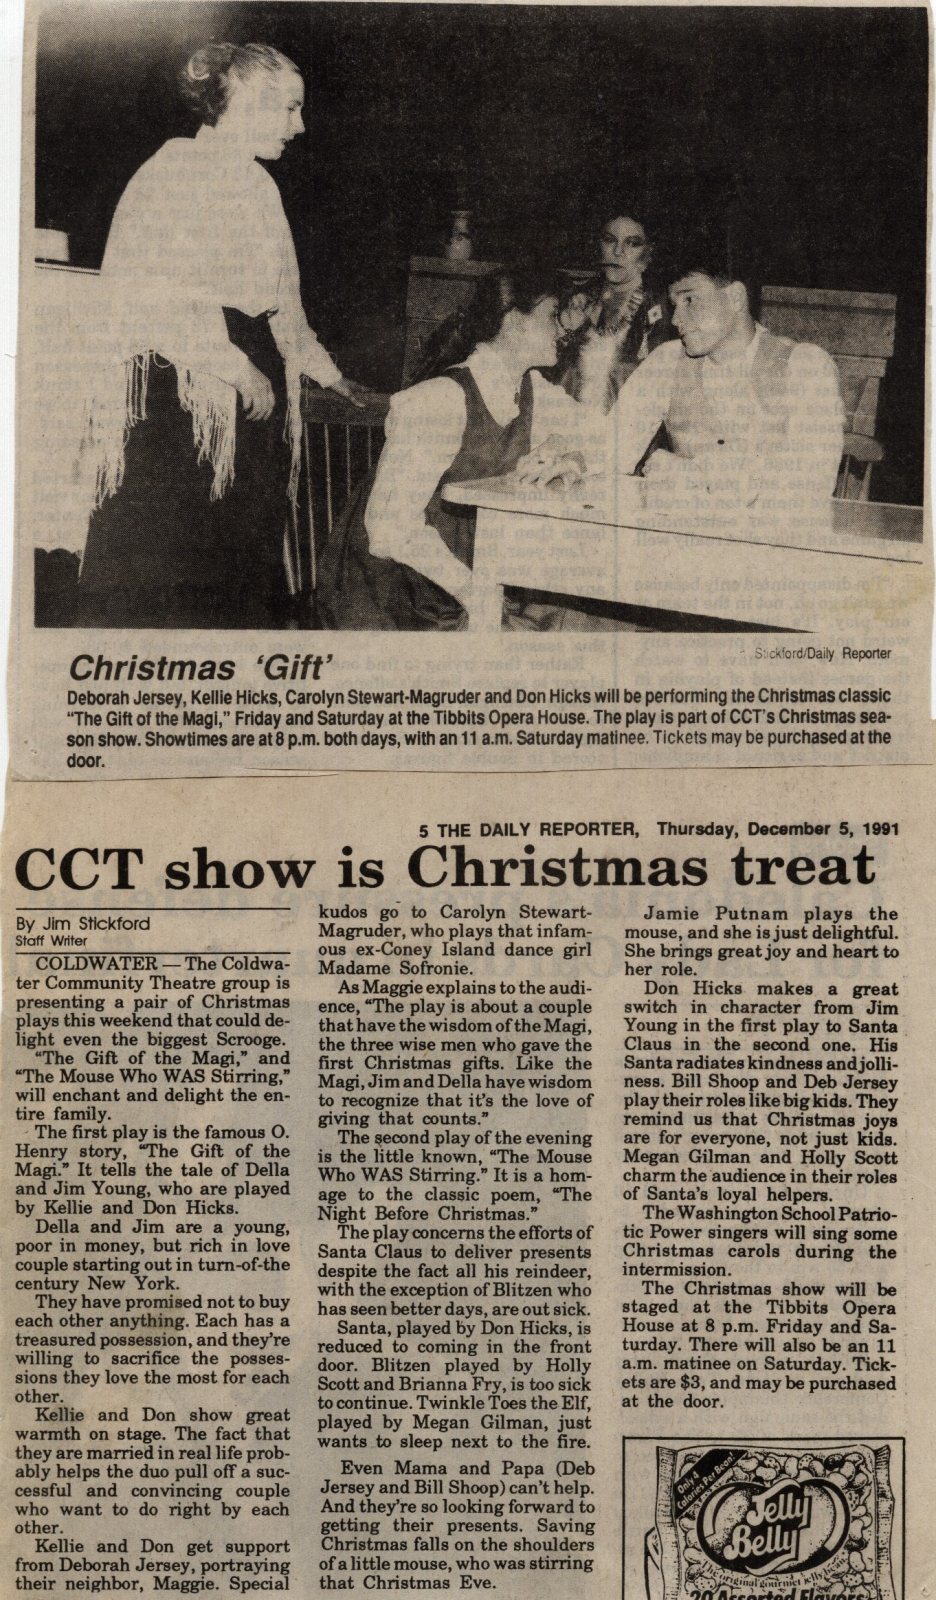 Stickford/Daily Reporter
Christmas ‘Gift’
Deborah Jersey, Kellie Hicks, Carolyn Stewart-Magruder and Don Hicks will be performing the Christmas classic
“The Gift of the Magi,” Friday and Saturday at the Tibbits Opera House. The play is part of CCT’s Christmas sea-
son show. Showtimes are at 8 p.m. both days, with an 11 a.m. Saturday matinee. Tickets may be purchased at the
door.
5 THE DAILY REPORTER, Thursday, December 5, 1991
CCT show is Christmas treat
By Jim Stickford
Staff Writer
COLDWATER — The Coldwa-
ter Community Theatre group is
presenting a pair of Christmas
plays this weekend that could de-
light even the biggest Scrooge.
“The Gift of the Magi,” and
“The Mouse Who WAS Stirring,”
will enchant and delight the en-
tire family.
The first play is the famous O.
Henry story, “The Gift of the
Magi.” It tells the tale of Della
and Jim Young, who are played
by Kellie and Don Hicks.
Della and Jim are a young,
poor in money, but rich in love
couple starting out in turn-of-the
century New York.
They have promised not to buy
each other anything. Each has a
treasured possession, and they’re
willing to sacrifice the posses-
sions they love the most for each
other.
Kellie and Don show great
warmth on stage. The fact that
they are married in real life prob-
ably helps the duo pull off a suc-
cessful and convincing couple
who want to do right by each
other.
Kellie and Don get support
from Deborah Jersey, portraying
their neighbor, Maggie. Special
kudos go to Carolyn Stewart-
Magruder, who plays that infam-
ous ex-Coney Island dance girl
Madame Sofronie.
As Maggie explains to the audi-
ence, “The play is about a couple
that have the wisdom of the Magi,
the three wise men who gave the
first Christmas gifts. Like the
Magi, Jim and Della have wisdom
to recognize that it’s the love of
giving that counts.”
The second play of the evening
is the little known, “The Mouse
Who WAS Stirring.” It is a hom-
age to the classic poem, “The
Night Before Christmas.”
The play concerns the efforts of
Santa Claus to deliver presents
despite the fact all his reindeer,
with the exception of Blitzen who
has seen better days, are out sick.
Santa, played by Don Hicks, is
reduced to coming in the front
door. Blitzen played by Holly
Scott and Brianna Fry, is too sick
to continue. Twinkle Toes the Elf,
played by Megan Gilman, just
wants to sleep next to the fire.
Even Mama and Papa (Deb
Jersey and Bill Shoop) can’t help.
And they’re so looking forward to
getting their presents. Saving
Christmas falls on the shoulders
of a little mouse, who was stirring
that Christmas Eve.
Jamie Putnam plays the
mouse, and she is just delightful.
She brings great joy and heart to
her role.
Don Hicks makes a great
switch in character from Jim
Young in the first play to Santa
Claus in the second one. His
Santa radiates kindness and jolli-
ness. Bill Shoop and Deb Jersey
play their roles like big kids. They
remind us that Christmas joys
are for everyone, not just kids.
Megan Gilman and Holly Scott
charm the audience in their roles
of Santa’s loyal helpers.
The Washington School Patrio-
tic Power singers will sing some
Christmas carols during the
intermission.
The Christmas show will be
staged at the Tibbits Opera
House at 8 p.m. Friday and Sa-
turday. There will also be an 11
a.m. matinee on Saturday. Tick-
ets are $3, and may be purchased
at the door.
Only 4
Calories Per Bean!
Jelly
Belly
The original gourmet jelly bean
20 Assorted Flavors